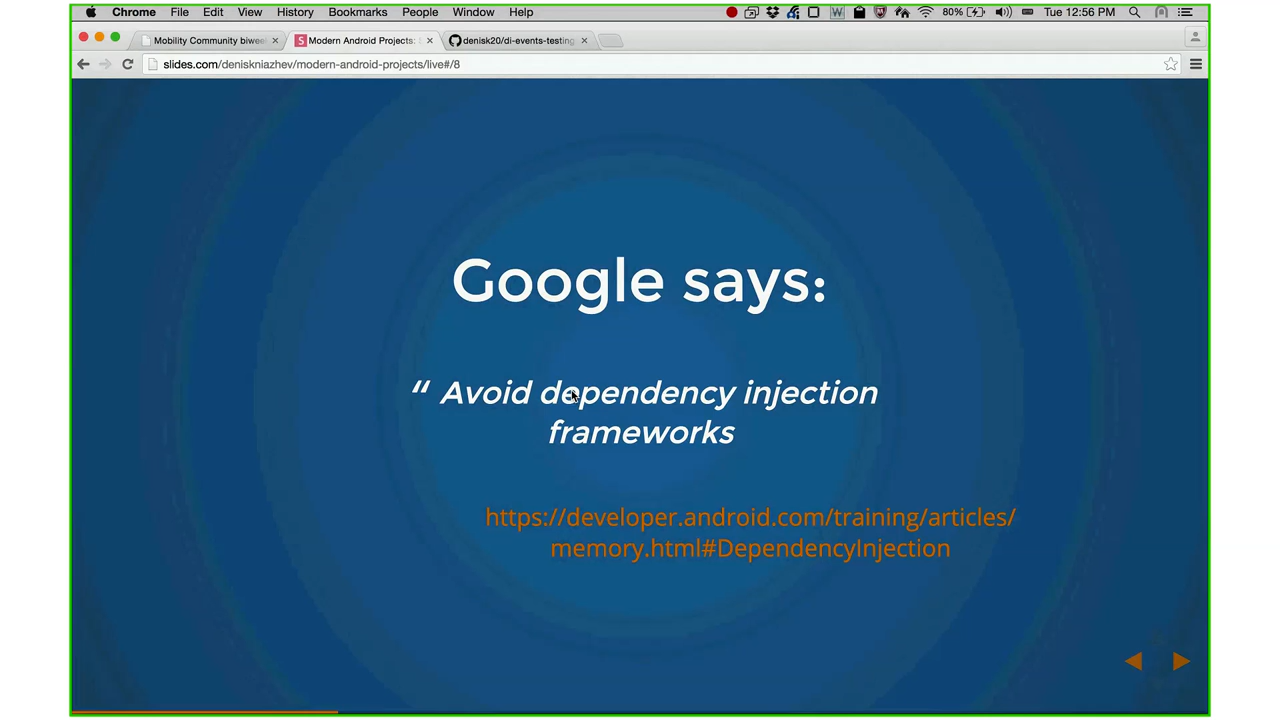 Chrome File Edit View History Bookmarks People Window Help 80% Tue 12:56 PM
Mobility Community biwee Modern Android Projects: denisk20/di-events-testing
slides.com/deniskniazhev/modern-android-projects/live#/8
Google says:
“ Avoid dependency injection
frameworks
https://developer.android.com/training/articles/
memory.html#DependencyInjection